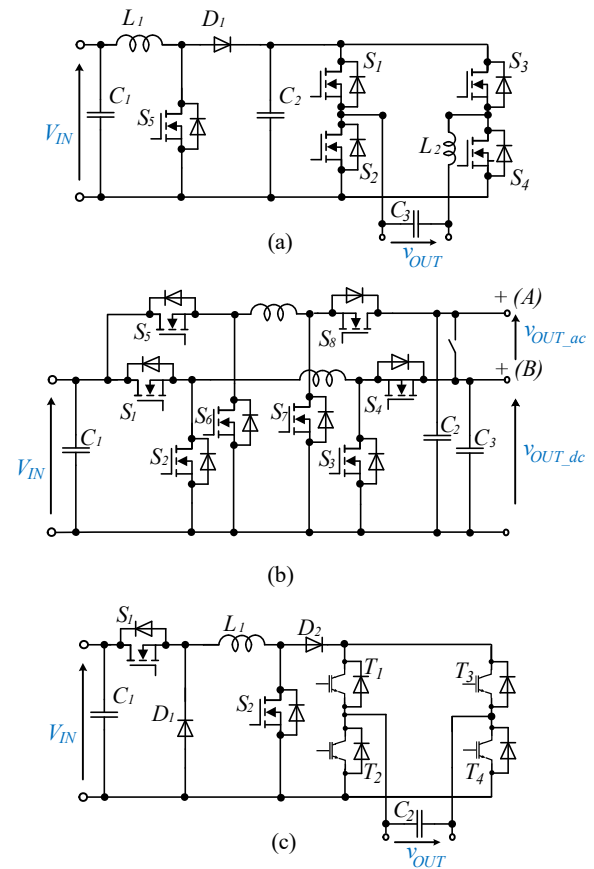 L1 D1
S1 S3
C1 S5 C2
VIN
S2 L2 S4
C3
(a)
vOUT
S5 S8 + (A)
vOUT_ac
S1 S6 S7 S4 + (B)
C1 S2 S3 C2 C3
VIN vOUT_dc
(b)
S1 L1 D2
T1 T3
C1 S2
VIN D1
T2 T4
C2
(c)
vOUT